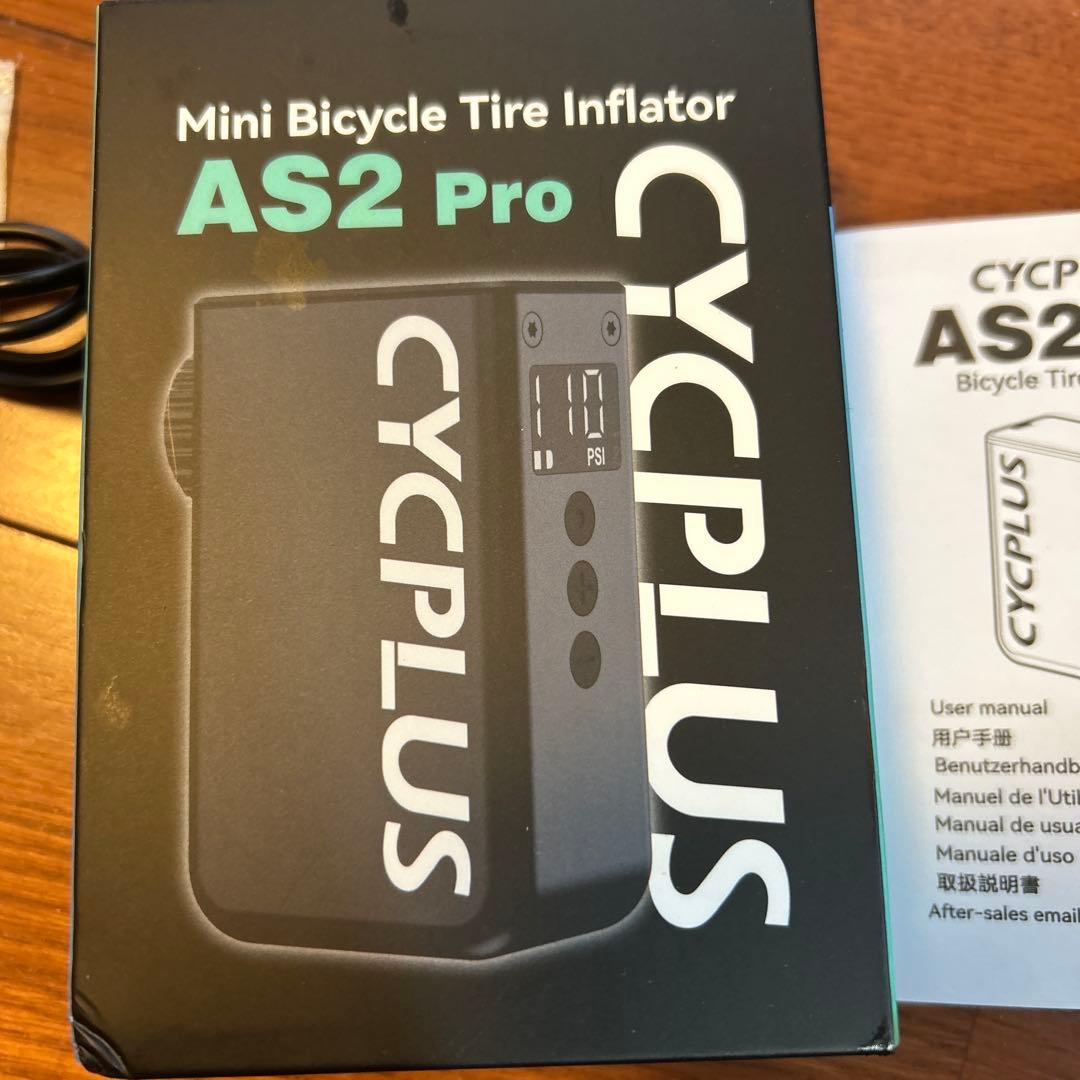 Mini Bicycle Tire Inflator
AS2 Pro
CYCPLUS
CYCPLUS
110
PSI
CYCP
AS2
Bicycle Tir
CYCPLUS
User manual
用户手册
Benutzerhandb
Manuel de l'Util
Manual de usua
Manuale d'uso
取扱説明書
After-sales email